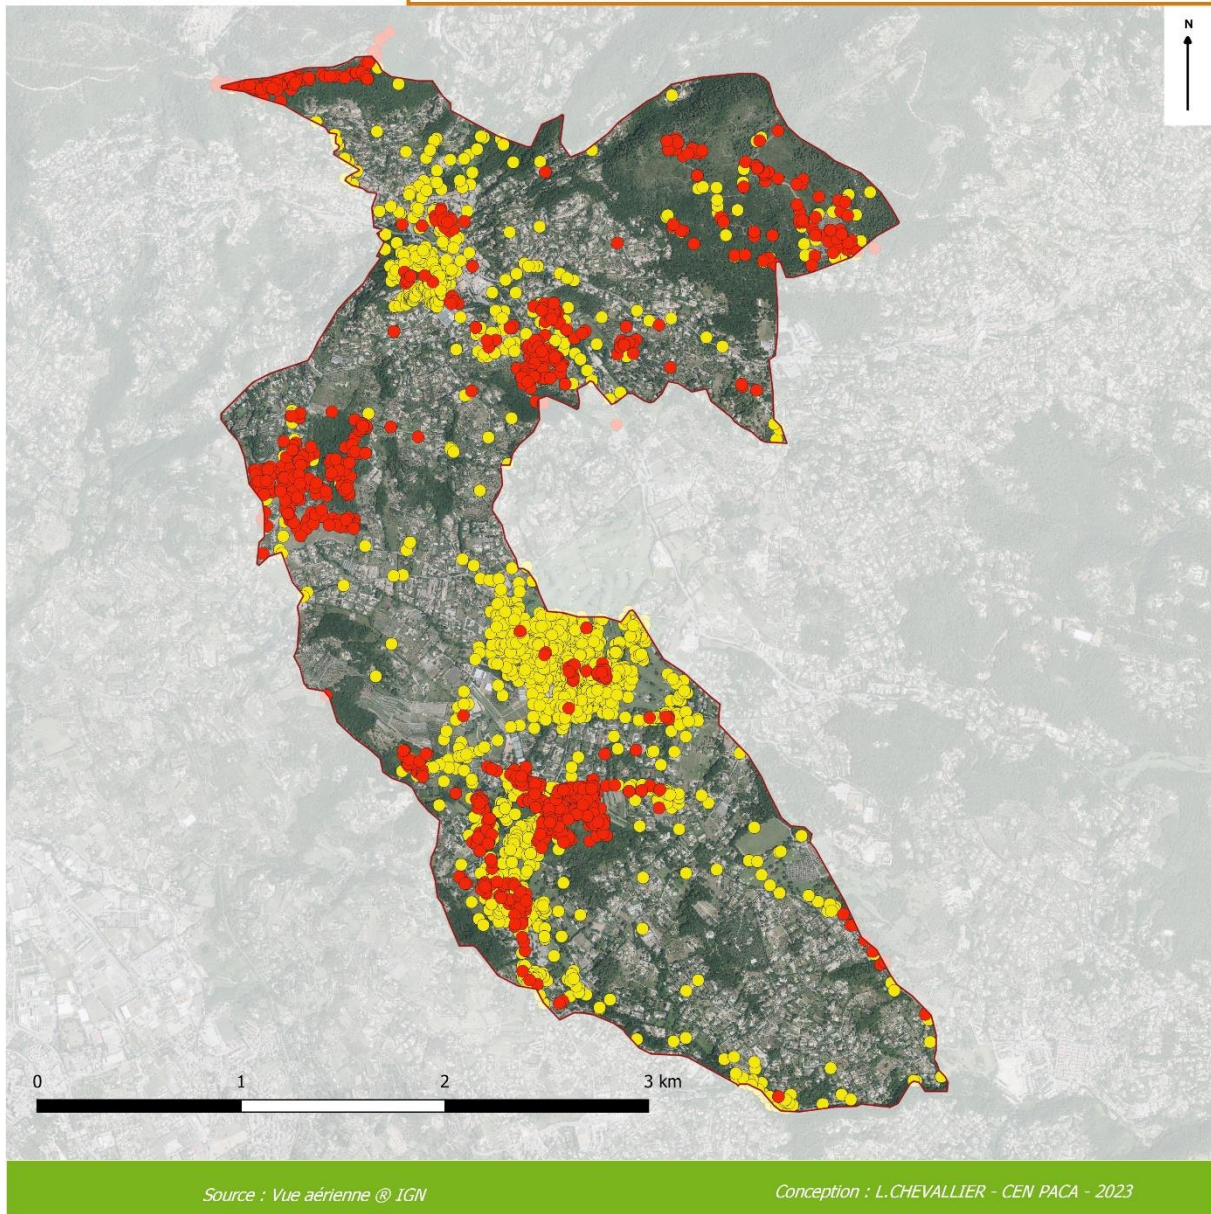 N
0 1 2 3 km
Source : Vue aérienne ® IGN
Conception : L.CHEVALLIER - CEN PACA - 2023